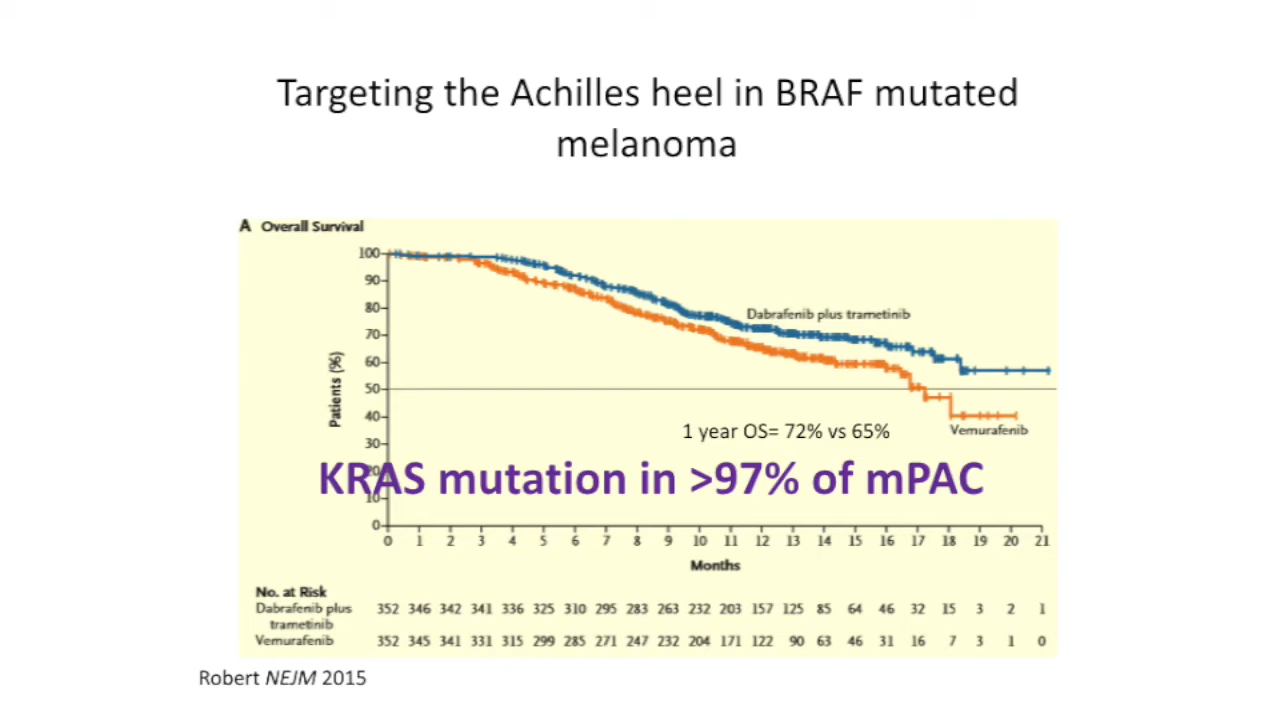 Targeting the Achilles heel in BRAF mutated
melanoma
A Overall Survival
Patients (%)
100
90
80
70
60
50
40
30
20
10
0
Dabrafenib plus trametinib
Vemurafenib
1 year OS= 72% vs 65%
KRAS mutation in >97% of mPAC
0 1 2 3 4 5 6 7 8 9 10 11 12 13 14 15 16 17 18 19 20 21
Months
No. at Risk
Dabrafenib plus 352 346 342 341 336 325 310 295 283 263 232 203 157 125 85 64 46 32 15 3 2 1
trametinib
Vemurafenib 352 345 341 331 315 299 285 271 247 232 204 171 122 90 63 46 31 16 7 3 1 0
Robert NEJM 2015